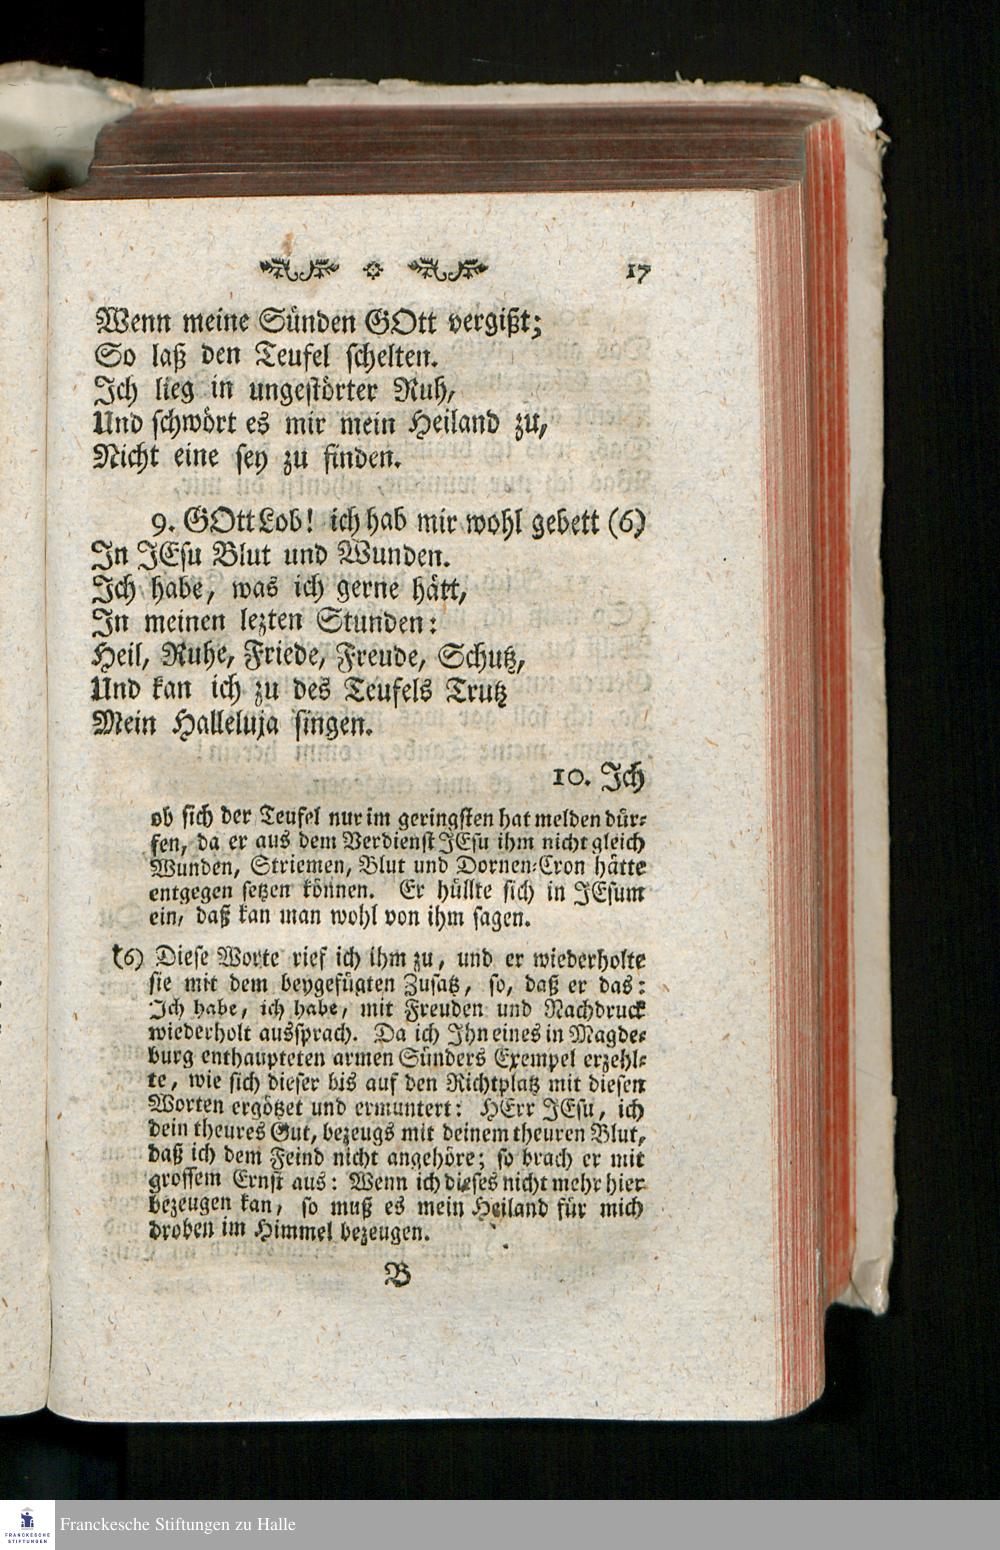 17
Wenn meine Sünden GOtt vergißt;
So laß den Teufel schelten.
Ich lieg in ungestörter Ruh,
Und schwört es mir mein Heiland zu,
Nicht eine sey zu finden.
9. GOtt Lob! ich hab mir wohl gebett (6)
In JEsu Blut und Wunden.
Ich habe, was ich gerne hätt,
In meinen lezten Stunden:
Heil, Ruhe, Friede, Freude, Schutz,
Und kan ich zu des Teufels Trutz
Mein Halleluja singen.
10. Ich
ob sich der Teufel nur im geringsten hat melden dür-
fen, da er aus dem Verdienst JEsu ihm nicht gleich
Wunden, Striemen, Blut und Dornen-Cron hätte
entgegen setzen können. Er hüllte sich in JEsum
ein, daß kan man wohl von ihm sagen.
(6) Diese Worte rief ich ihm zu, und er wiederholte
sie mit dem beygefügten Zusatz, so, daß er das:
Ich habe, ich habe, mit Freuden und Nachdruck
wiederholt aussprach. Da ich Ihn eines in Magde-
burg enthaupteten armen Sünders Exempel erzehl-
te, wie sich dieser bis auf den Richtplatz mit diesen
Worten ergötzet und ermuntert: HErr JEsu, ich
dein theures Gut, bezeugs mit deinem theuren Blut,
daß ich dem Feind nicht angehöre; so brach er mit
grossem Ernst aus: Wenn ich dieses nicht mehr hier
bezeugen kan, so muß es mein Heiland für mich
droben im Himmel bezeugen.
B
FRANCKESCHE
STIFTUNGEN
Franckesche Stiftungen zu Halle